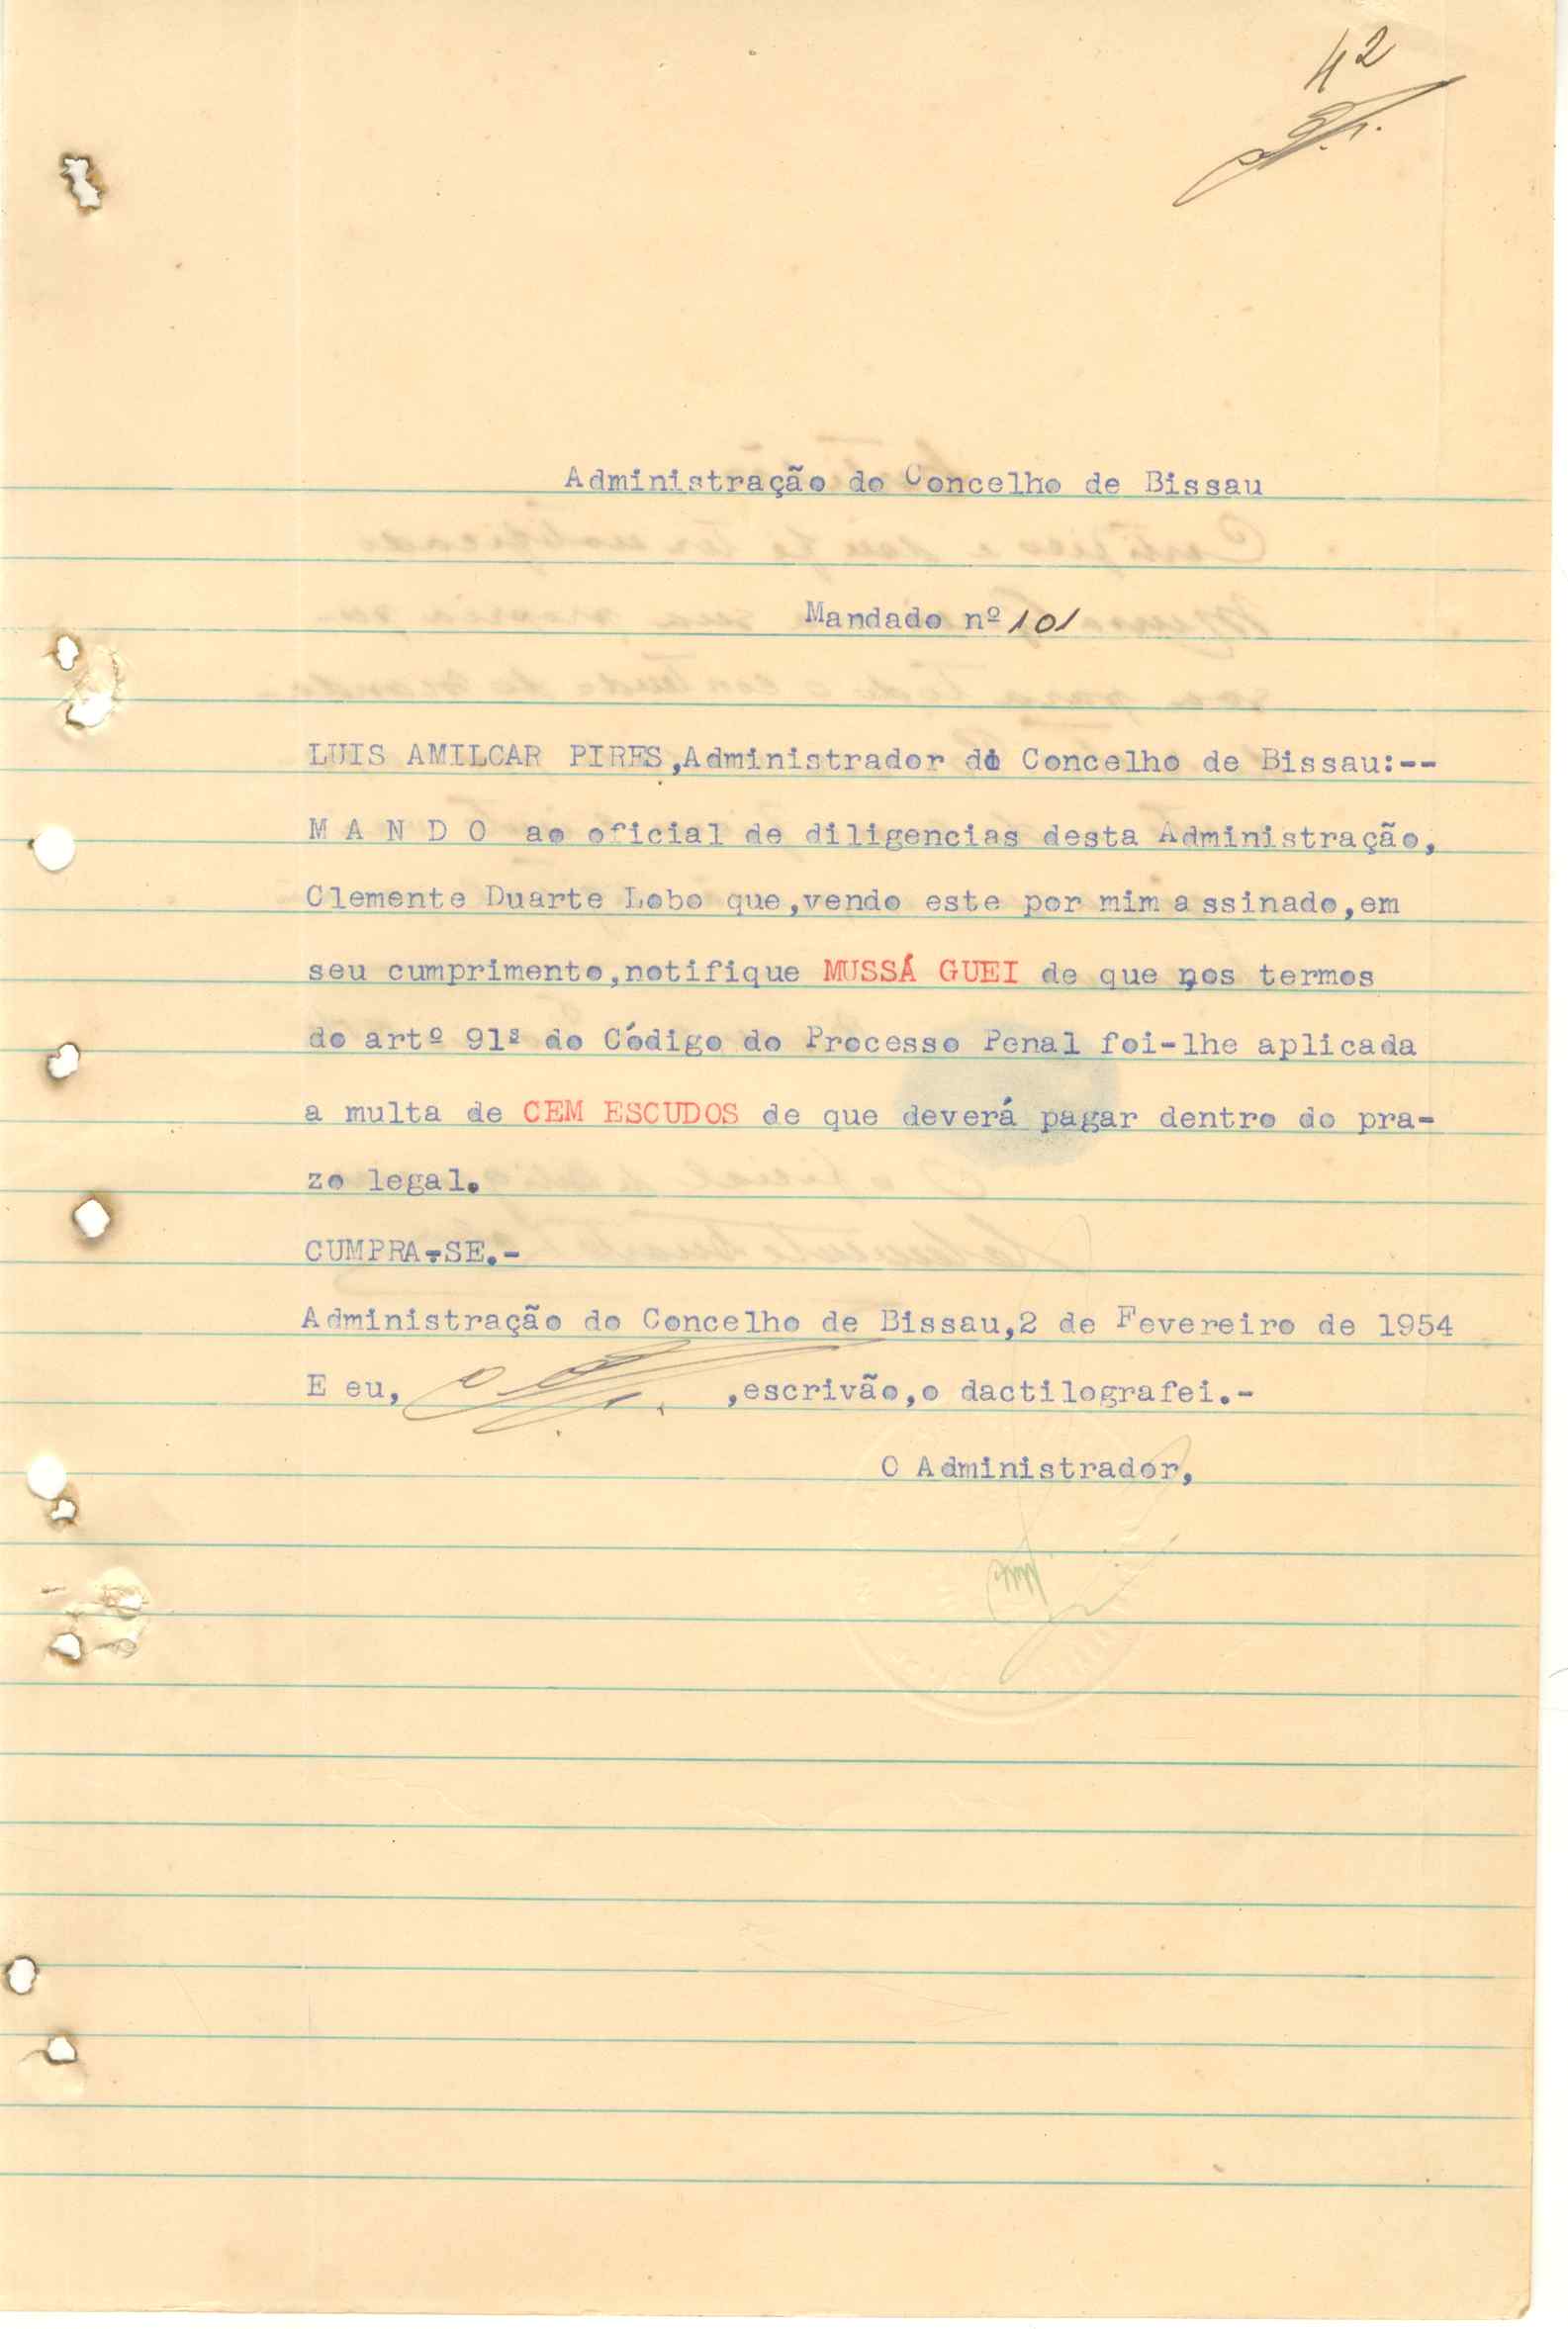 42
Administração do Concelho de Bissau
Mandado nº 101
LUIS AMILCAR PIRES,Administrador do Concelho de Bissau:--
M A N D O ao oficial de diligencias desta Administração,
Clemente Duarte Lobo que,vendo este por mim assinado,em
seu cumprimento,notifique MUSSÁ GUEI de que nos termos
do artº 91º do Código do Processo Penal foi-lhe aplicada
a multa de CEM ESCUDOS de que deverá pagar dentro do pra-
zo legal.
CUMPRA-SE.-
Administração do Concelho de Bissau,2 de Fevereiro de 1954
E eu, ,escrivão,o dactilografei.-
O Administrador,